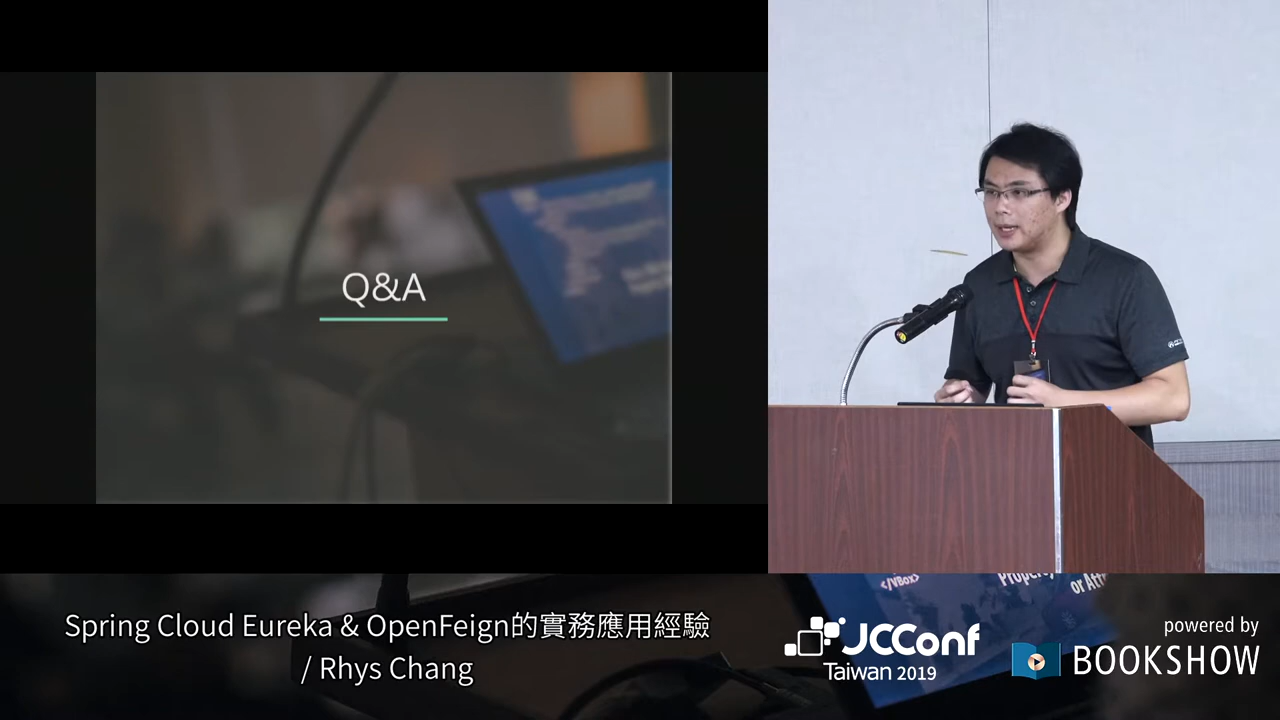 Q&A
</VBox>
Spring Cloud Eureka & OpenFeign的實務應用經驗
/ Rhys Chang
JCConf
Taiwan 2019
powered by
BOOKSHOW